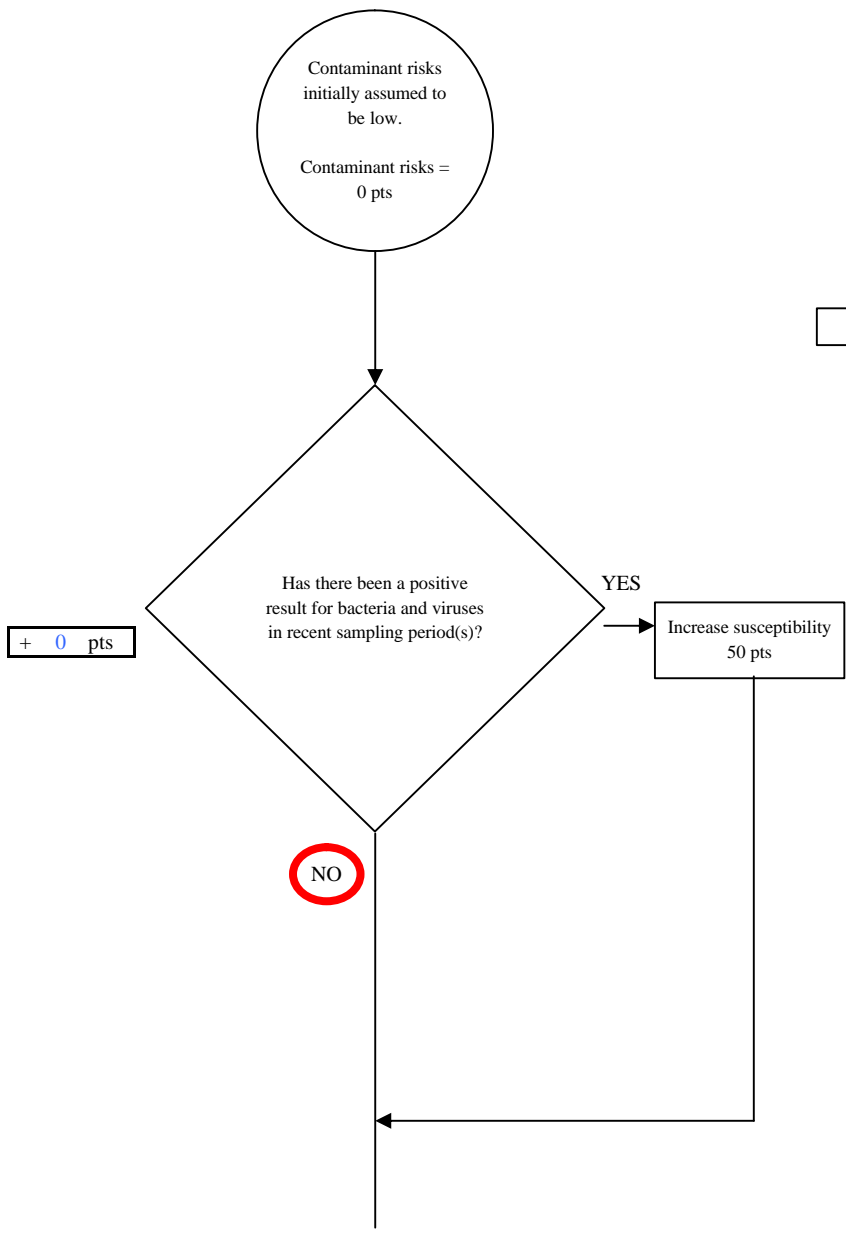 Contaminant risks
initially assumed to
be low.
Contaminant risks =
0 pts
Has there been a positive
result for bacteria and viruses
in recent sampling period(s)?
YES
+ 0 pts
Increase susceptibility
50 pts
NO